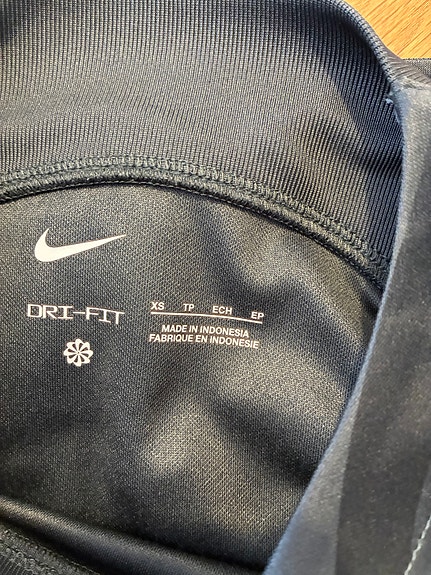 DRI-FIT
XS TP ECH EP
MADE IN INDONESIA
FABRIQUE EN INDONESIE